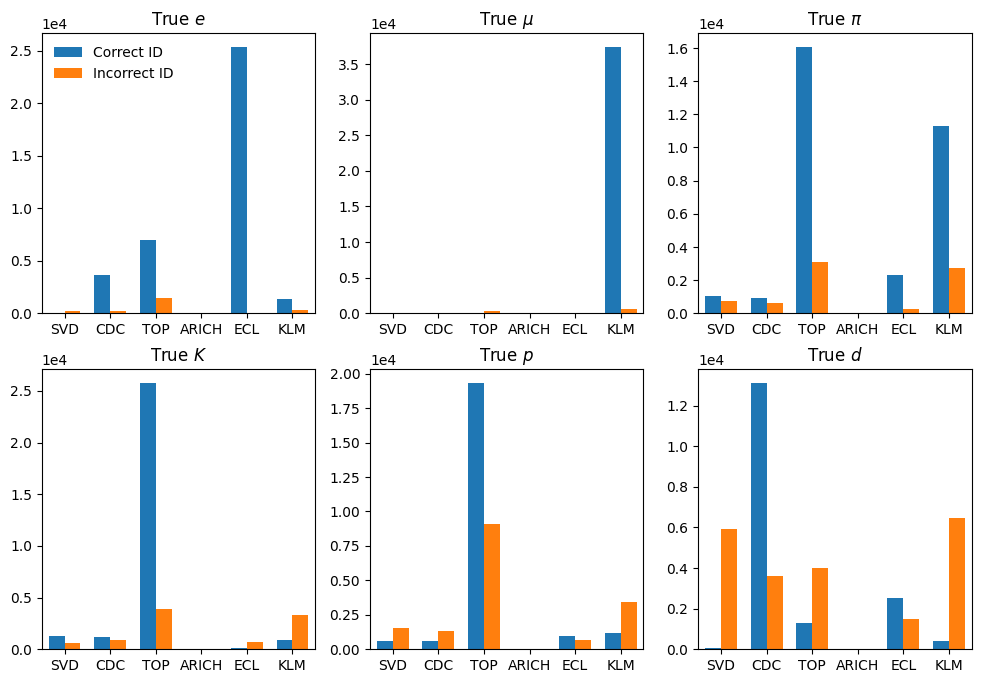 True e
1e4
2.5
2.0
1.5
1.0
0.5
0.0
Correct ID
Incorrect ID
SVD CDC TOP ARICH ECL KLM
True μ
1e4
3.5
3.0
2.5
2.0
1.5
1.0
0.5
0.0
SVD CDC TOP ARICH ECL KLM
True π
1e4
1.6
1.4
1.2
1.0
0.8
0.6
0.4
0.2
0.0
SVD CDC TOP ARICH ECL KLM
True K
1e4
2.5
2.0
1.5
1.0
0.5
0.0
SVD CDC TOP ARICH ECL KLM
True p
1e4
2.00
1.75
1.50
1.25
1.00
0.75
0.50
0.25
0.00
SVD CDC TOP ARICH ECL KLM
True d
1e4
1.2
1.0
0.8
0.6
0.4
0.2
0.0
SVD CDC TOP ARICH ECL KLM